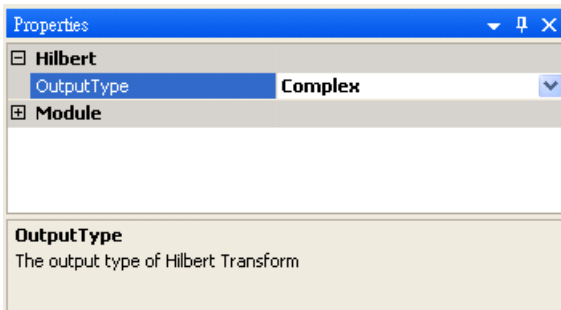 Properties
Hilbert
OutputType Complex
Module
OutputType
The output type of Hilbert Transform